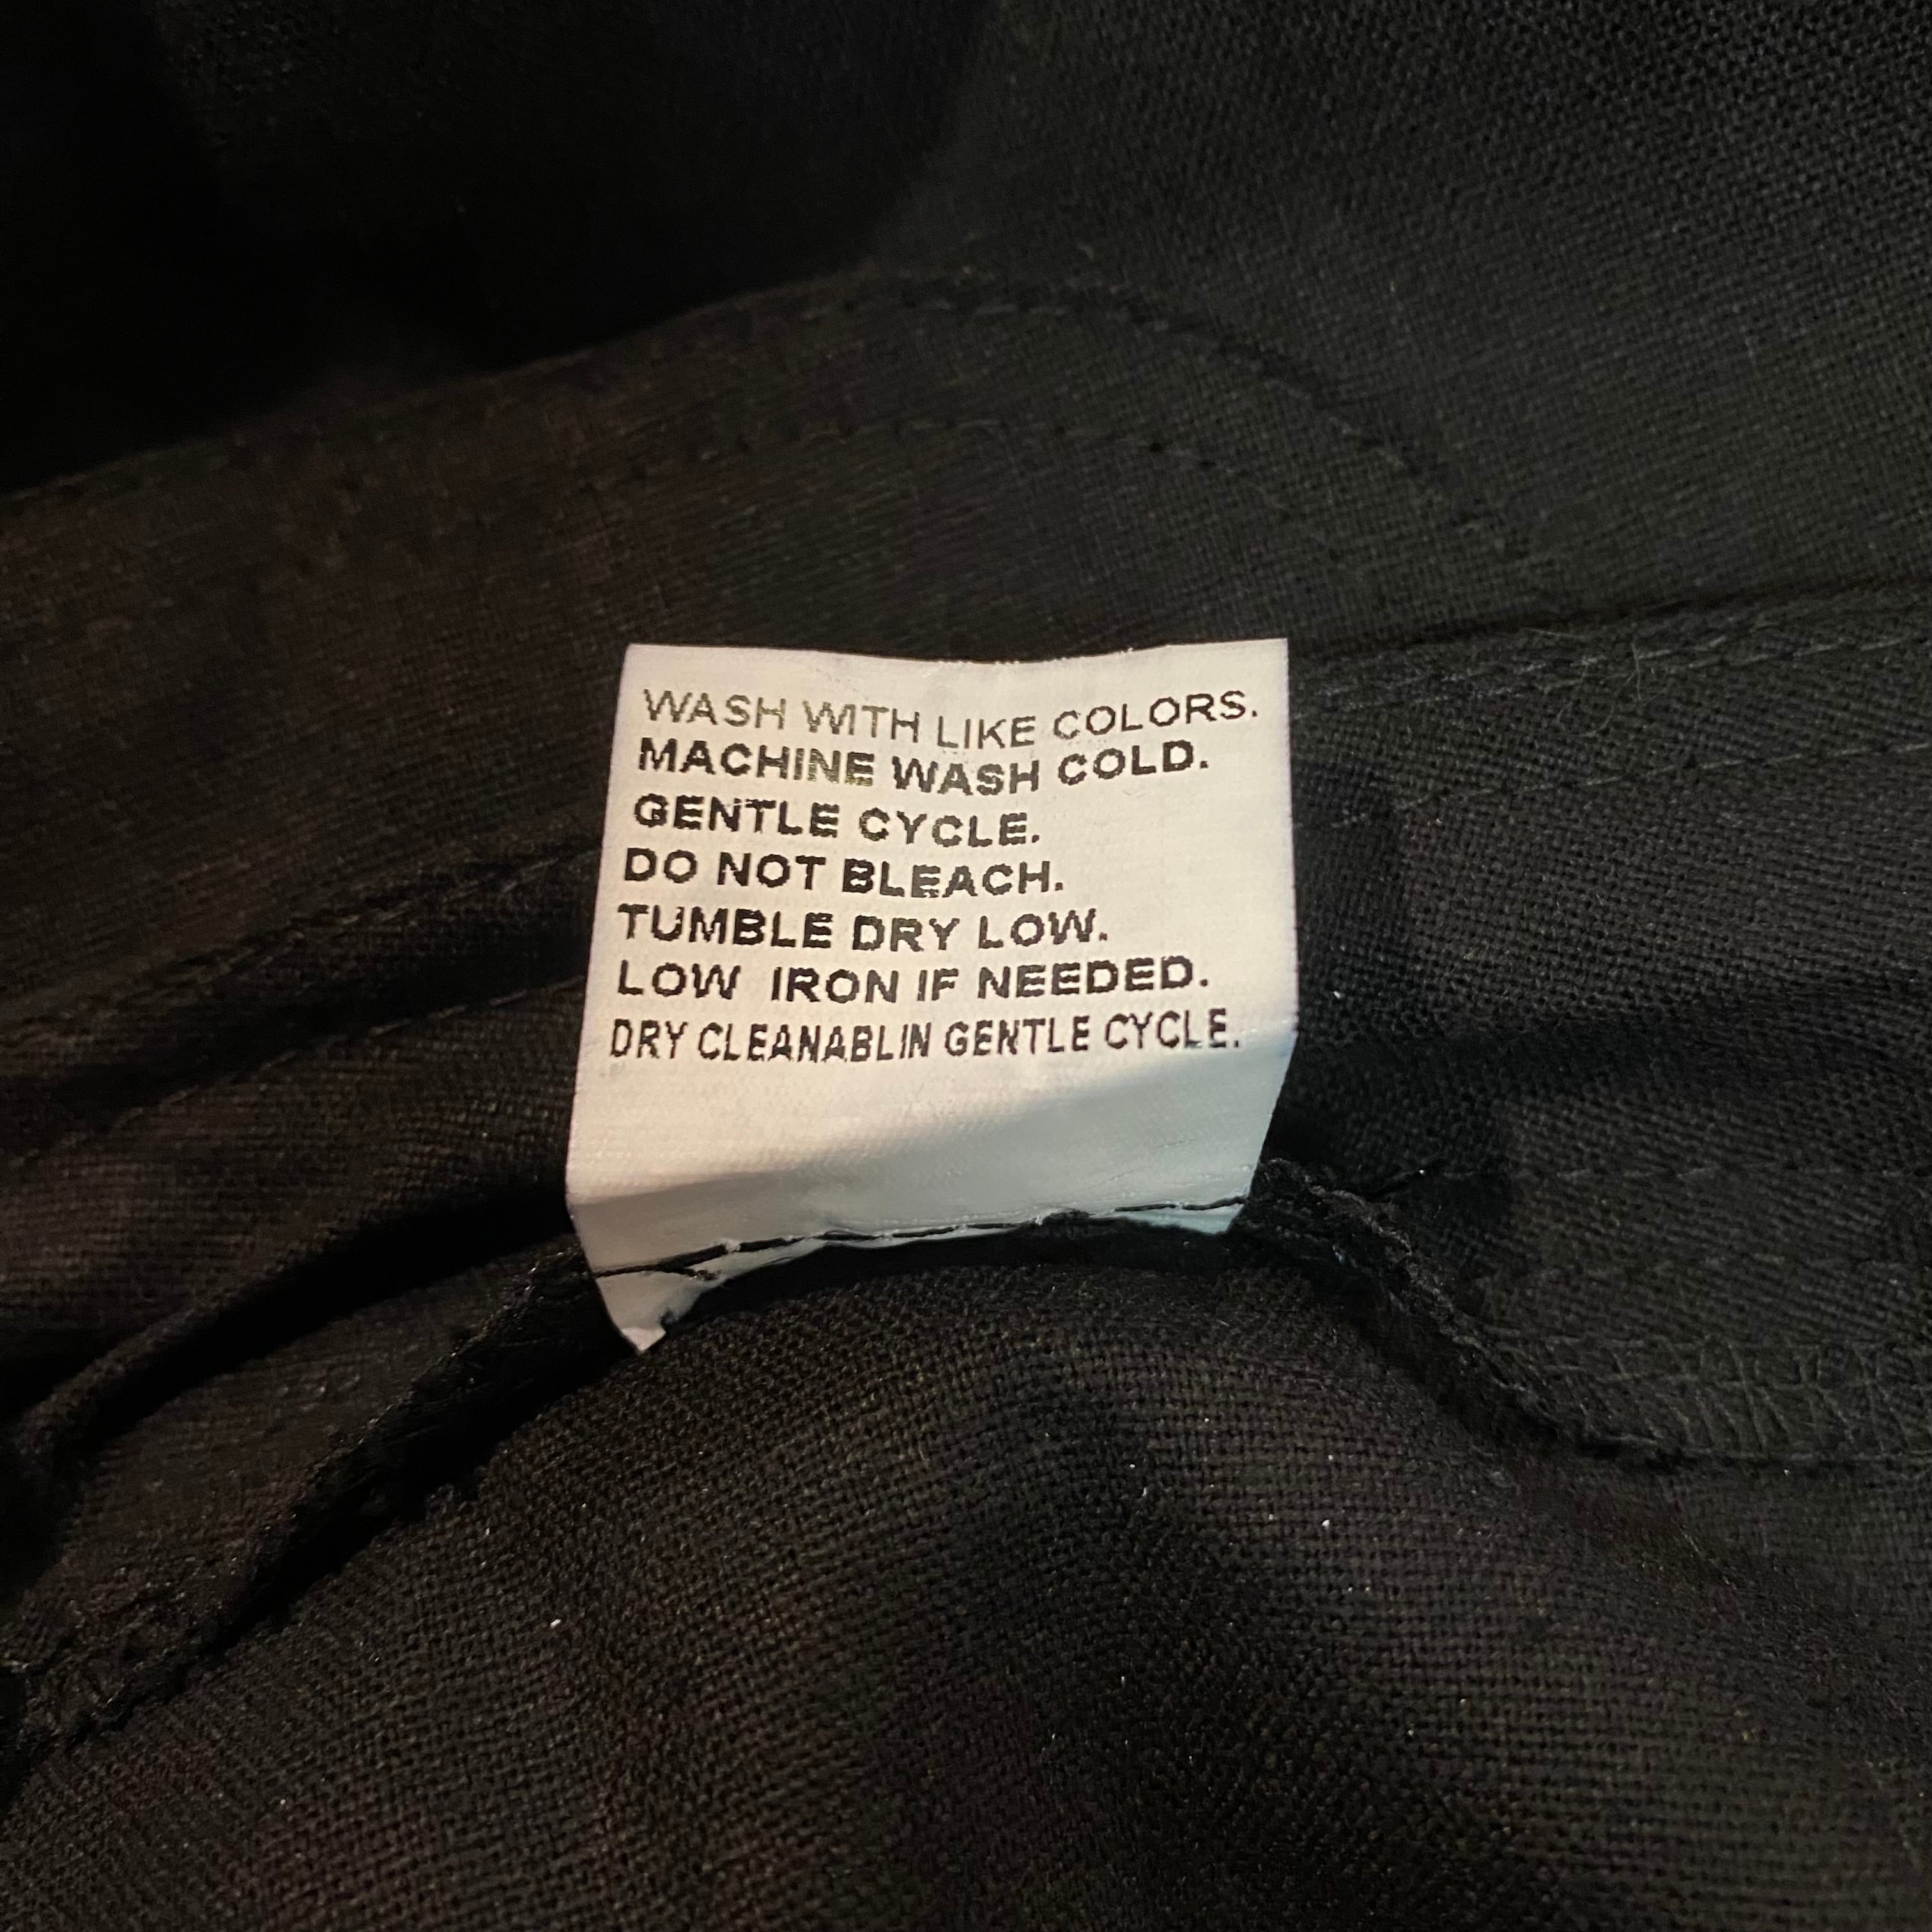 WASH WITH LIKE COLORS.
MACHINE WASH COLD.
GENTLE CYCLE.
DO NOT BLEACH.
TUMBLE DRY LOW.
LOW IRON IF NEEDED.
DRY CLEANABLIN GENTLE CYCLE.